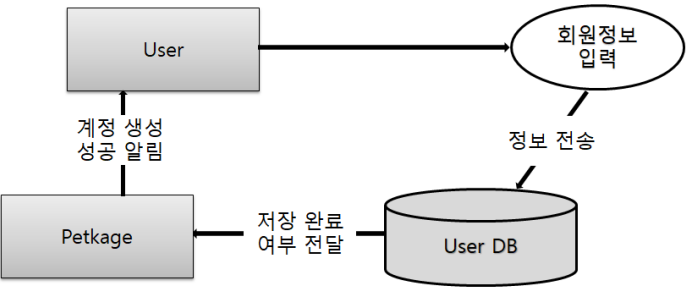 User
회원정보
입력
계정 생성
성공 알림
정보 전송
Petkage
저장 완료
여부 전달
User DB